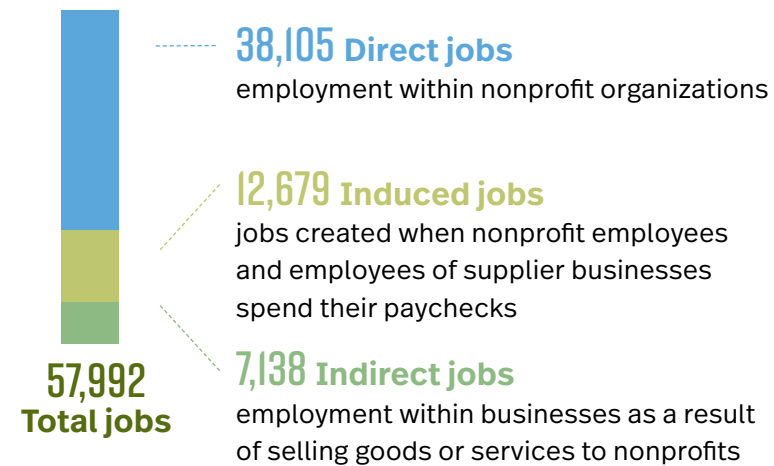 38,105 Direct jobs
employment within nonprofit organizations
12,679 Induced jobs
jobs created when nonprofit employees
and employees of supplier businesses
spend their paychecks
7,138 Indirect jobs
employment within businesses as a result
of selling goods or services to nonprofits
57,992
Total jobs